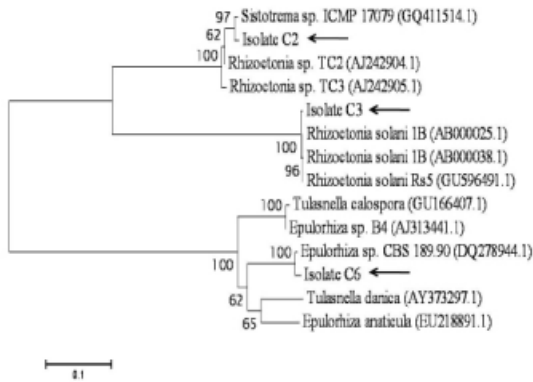 97 Sistotrema sp. ICMP 17079 (GQ411514.1)
62 Isolate C2
100 Rhizoctonia sp. TC2 (AJ242904.1)
Rhizoctonia sp. TC3 (AJ242905.1)
Isolate C3
Rhizoctonia solani 1B (AB000025.1)
100
Rhizoctonia solani 1B (AB000038.1)
96
Rhizoctonia solani Rs5 (GU596491.1)
100 Tulasnella calospora (GU166407.1)
Epulorhiza sp. B4 (AJ313441.1)
100 Epulorhiza sp. CBS 189.90 (DQ278944.1)
100
Isolate C6
62
Tulasnella danica (AY373297.1)
65 Epulorhiza anaticula (EU218891.1)
0.1